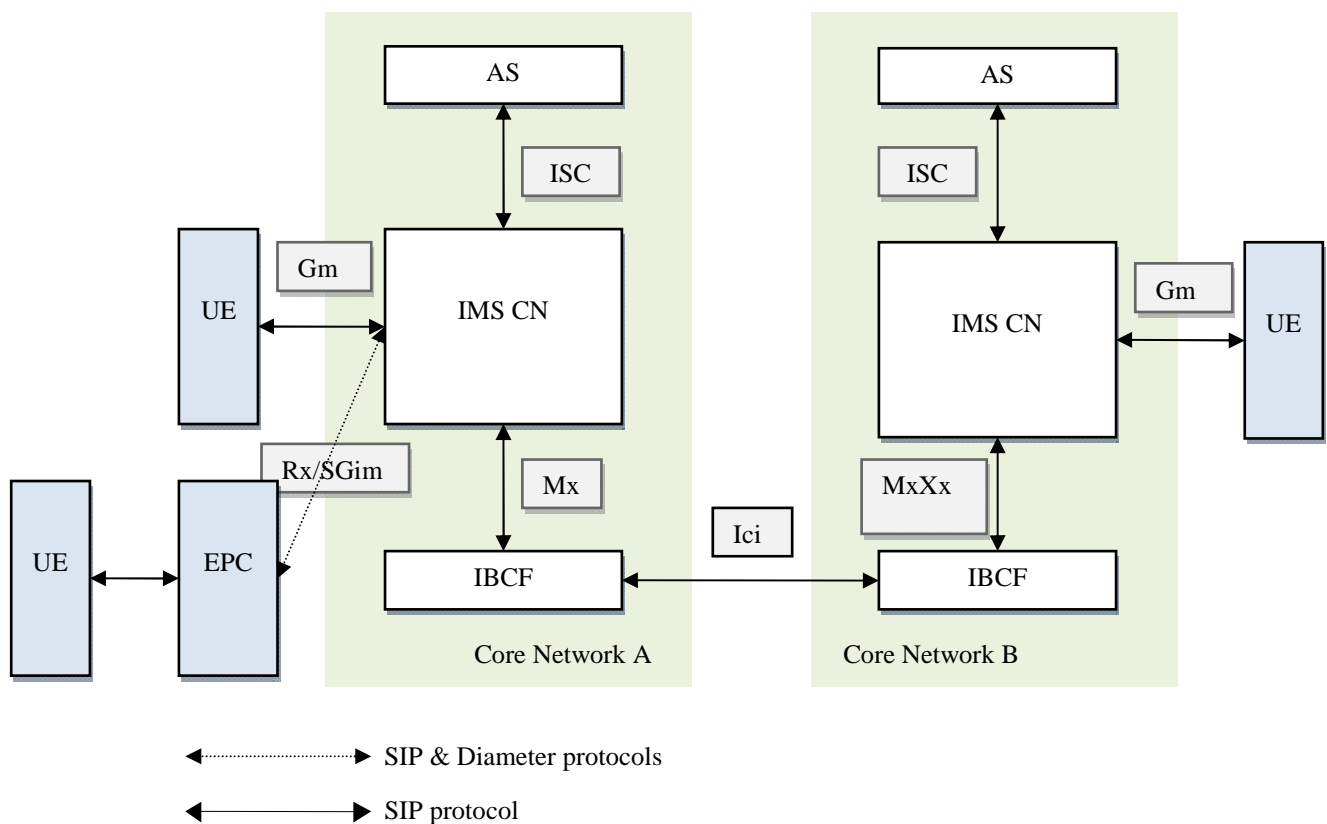 AS
AS
ISC
ISC
Gm
Gm
UE
IMS CN
IMS CN
UE
Rx/SGim
Mx
MxXx
Ici
UE
EPC
IBCF
IBCF
Core Network A
Core Network B
SIP & Diameter protocols
SIP protocol